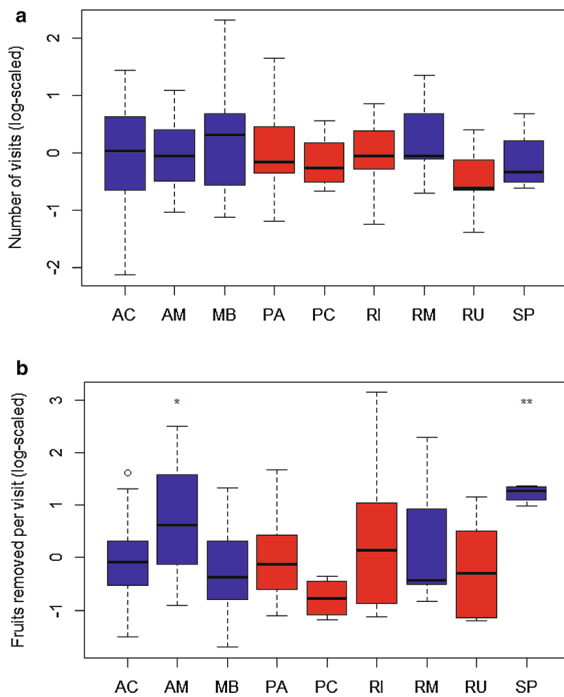 a
Number of visits (log-scaled)
2
1
0
-1
-2
AC AM MB PA PC RI RM RU SP
b
Fruits removed per visit (log-scaled)
3
2
1
0
-1
* **
AC AM MB PA PC RI RM RU SP